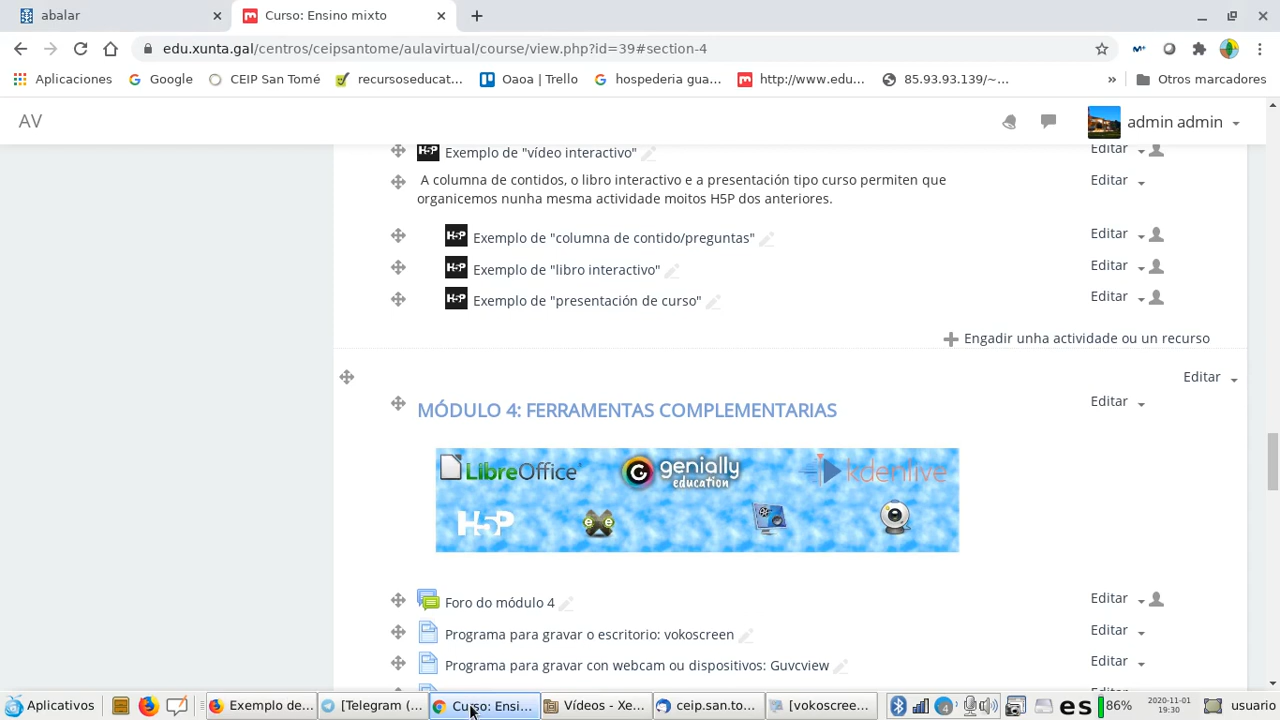 abalar
Curso: Ensino mixto
edu.xunta.gal/centros/ceipsantome/aulavirtual/course/view.php?id=39#section-4
Aplicaciones
Google
CEIP San Tomé
recursoseducat...
Oaoa | Trello
hospederia gua...
http://www.edu...
85.93.93.139/~...
»
Otros marcadores
AV
admin admin
Exemplo de "vídeo interactivo"
Editar
A columna de contidos, o libro interactivo e a presentación tipo curso permiten que
organicemos nunha mesma actividade moitos H5P dos anteriores.
Editar
H5P Exemplo de "columna de contido/preguntas"
Editar
H5P Exemplo de "libro interactivo"
Editar
H5P Exemplo de "presentación de curso"
Editar
Engadir unha actividade ou un recurso
Editar
MÓDULO 4: FERRAMENTAS COMPLEMENTARIAS
Editar
LibreOffice
genially
education
kdenlive
H5P
Foro do módulo 4
Editar
Programa para gravar o escritorio: vokoscreen
Editar
Programa para gravar con webcam ou dispositivos: Guvcview
Editar
Aplicativos
Exemplo de...
[Telegram (...
Curso: Ensi...
Vídeos - Xe...
ceip.san.to...
[vokoscree...
4
es
86%
2020-11-01
19:30
usuario